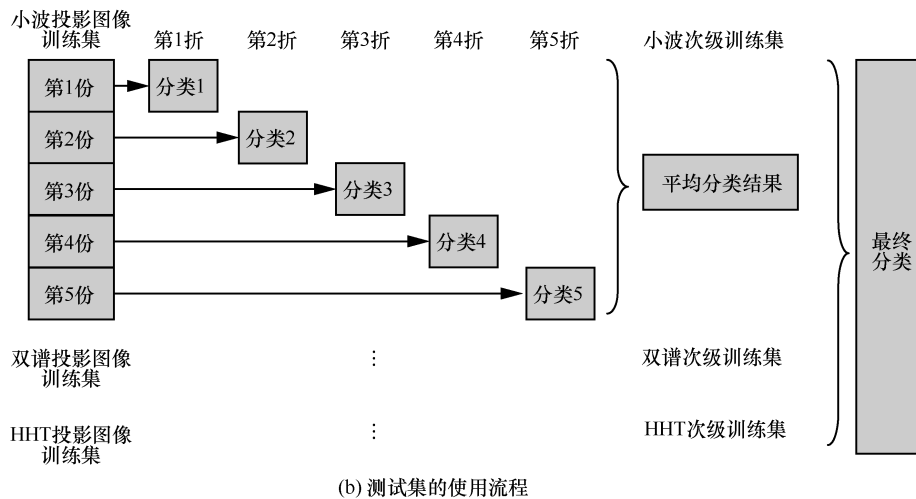 小波投影图像
训练集
第1折
第2折
第3折
第4折
第5折
小波次级训练集
第1份
分类1
第2份
分类2
第3份
分类3
平均分类结果
第4份
分类4
最终
分类
第5份
分类5
双谱投影图像
训练集
⋮
双谱次级训练集
HHT投影图像
训练集
⋮
HHT次级训练集
(b) 测试集的使用流程